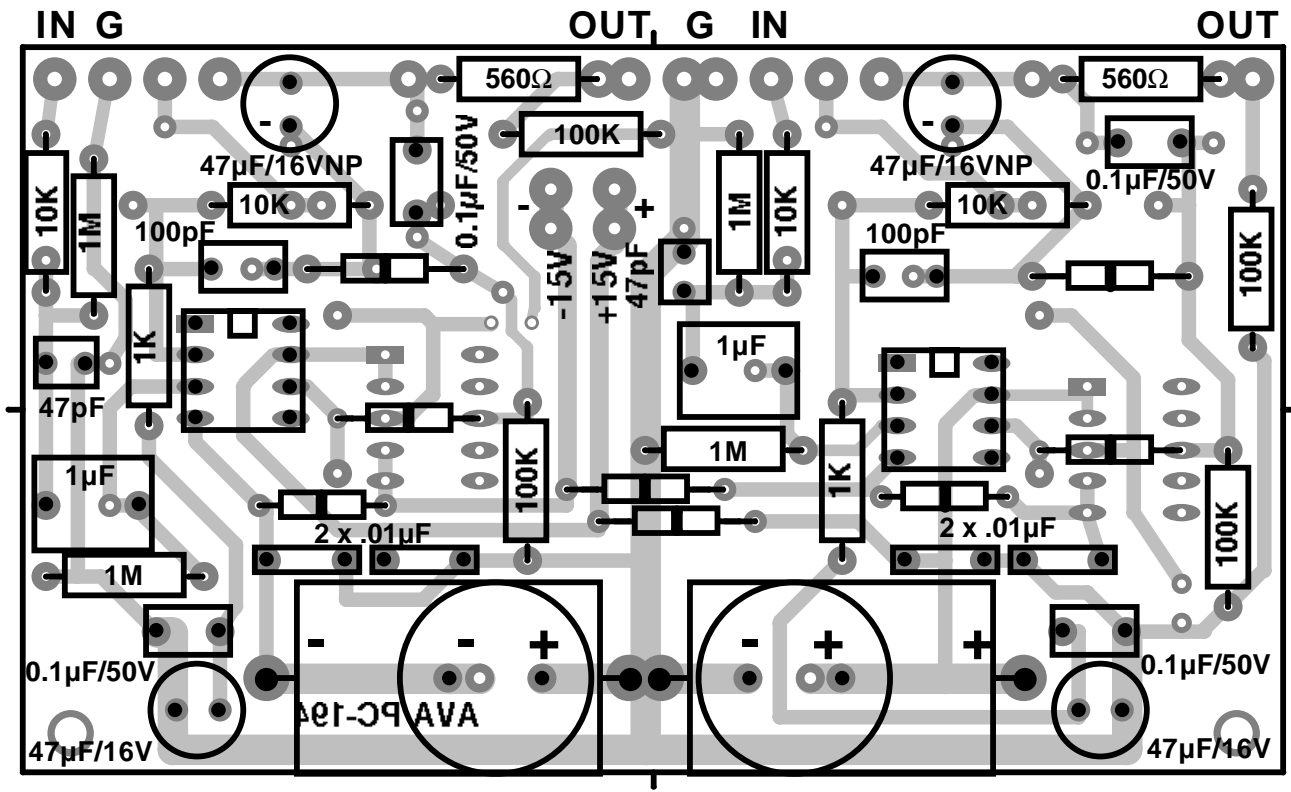 IN G OUT G IN OUT
560Ω 560Ω
100K
47µF/16VNP 0.1µF/50V 47µF/16VNP 0.1µF/50V
- -
10K 1M 10K 1M 10K 10K 100K
100pF - + 100pF
-15V +15V 47pF
1K 1µF
47pF
1µF 100K 1M 1K 100K
2 x .01µF 2 x .01µF
1M
- - + - + +
0.1µF/50V 0.1µF/50V
AVA PC-194
47µF/16V 47µF/16V